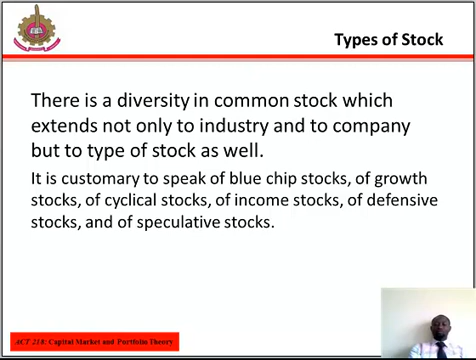 Types of Stock
There is a diversity in common stock which
extends not only to industry and to company
but to type of stock as well.
It is customary to speak of blue chip stocks, of growth
stocks, of cyclical stocks, of income stocks, of defensive
stocks, and of speculative stocks.
ACT 218: Capital Market and Portfolio Theory